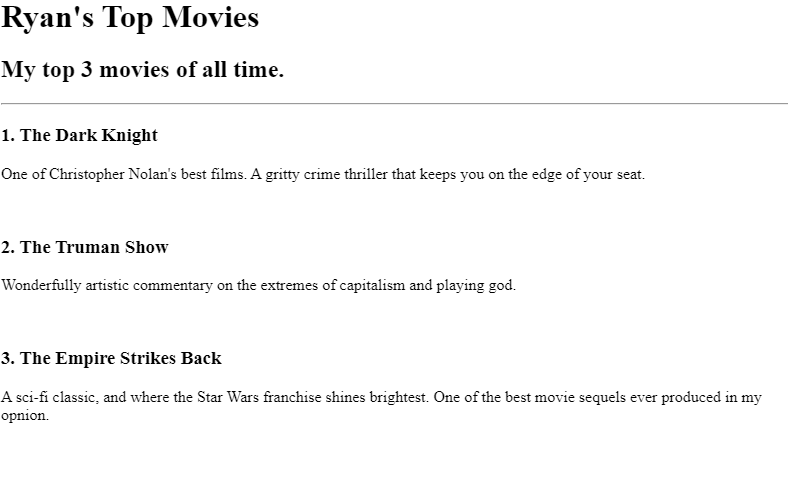 Ryan's Top Movies
My top 3 movies of all time.
1. The Dark Knight
One of Christopher Nolan's best films. A gritty crime thriller that keeps you on the edge of your seat.
2. The Truman Show
Wonderfully artistic commentary on the extremes of capitalism and playing god.
3. The Empire Strikes Back
A sci-fi classic, and where the Star Wars franchise shines brightest. One of the best movie sequels ever produced in my
opnion.